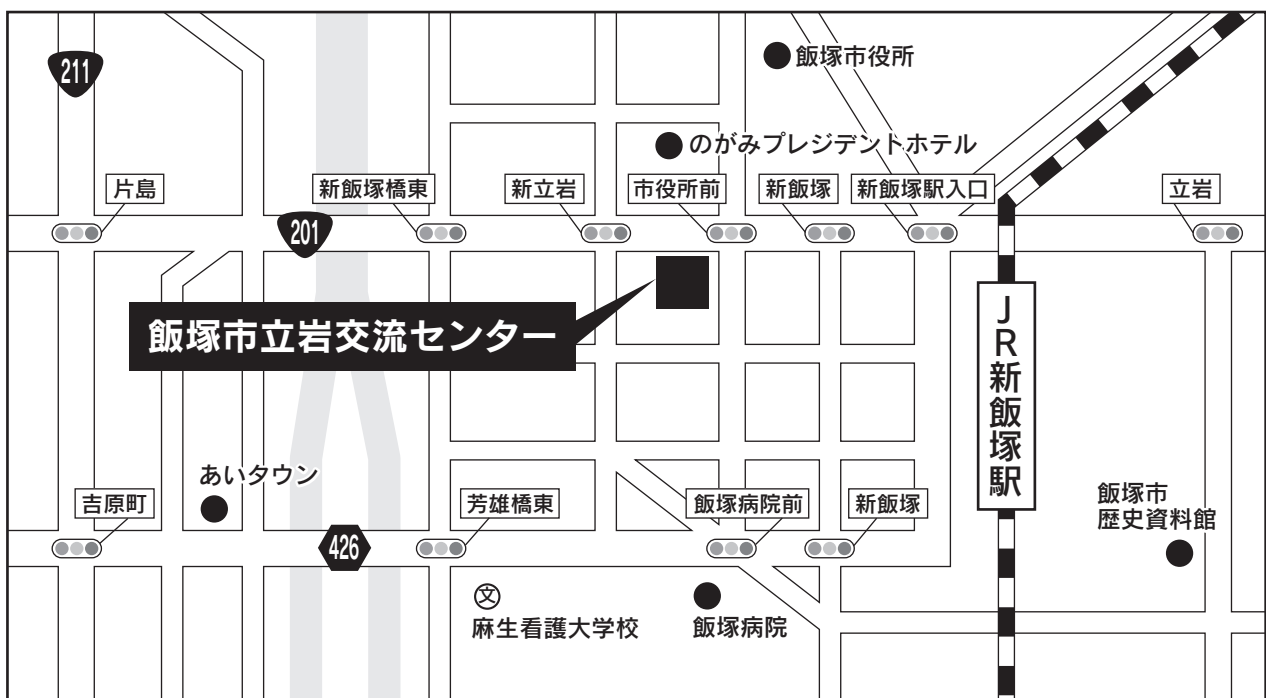 211
飯塚市役所
のがみプレジデントホテル
片島
新飯塚橋東
新立岩
市役所前
新飯塚
新飯塚駅入口
立岩
201
飯塚市立岩交流センター
JR新飯塚駅
あいタウン
吉原町
芳雄橋東
飯塚病院前
新飯塚
飯塚市
歴史資料館
426
文
麻生看護大学校
飯塚病院